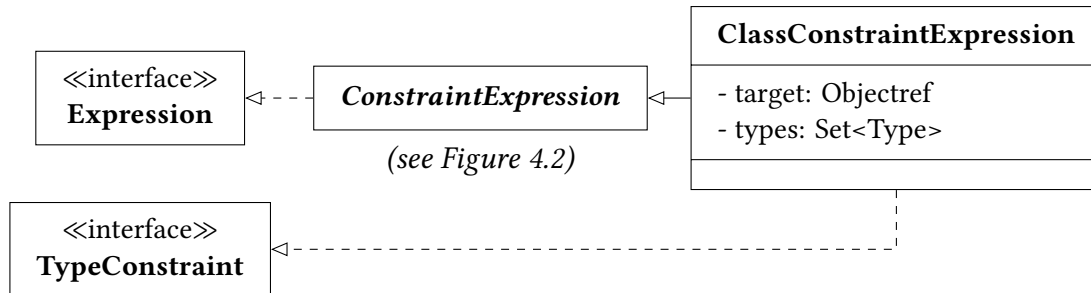 ≪interface≫
Expression
ConstraintExpression
(see Figure 4.2)
ClassConstraintExpression
- target: Objectref
- types: Set<Type>
≪interface≫
TypeConstraint